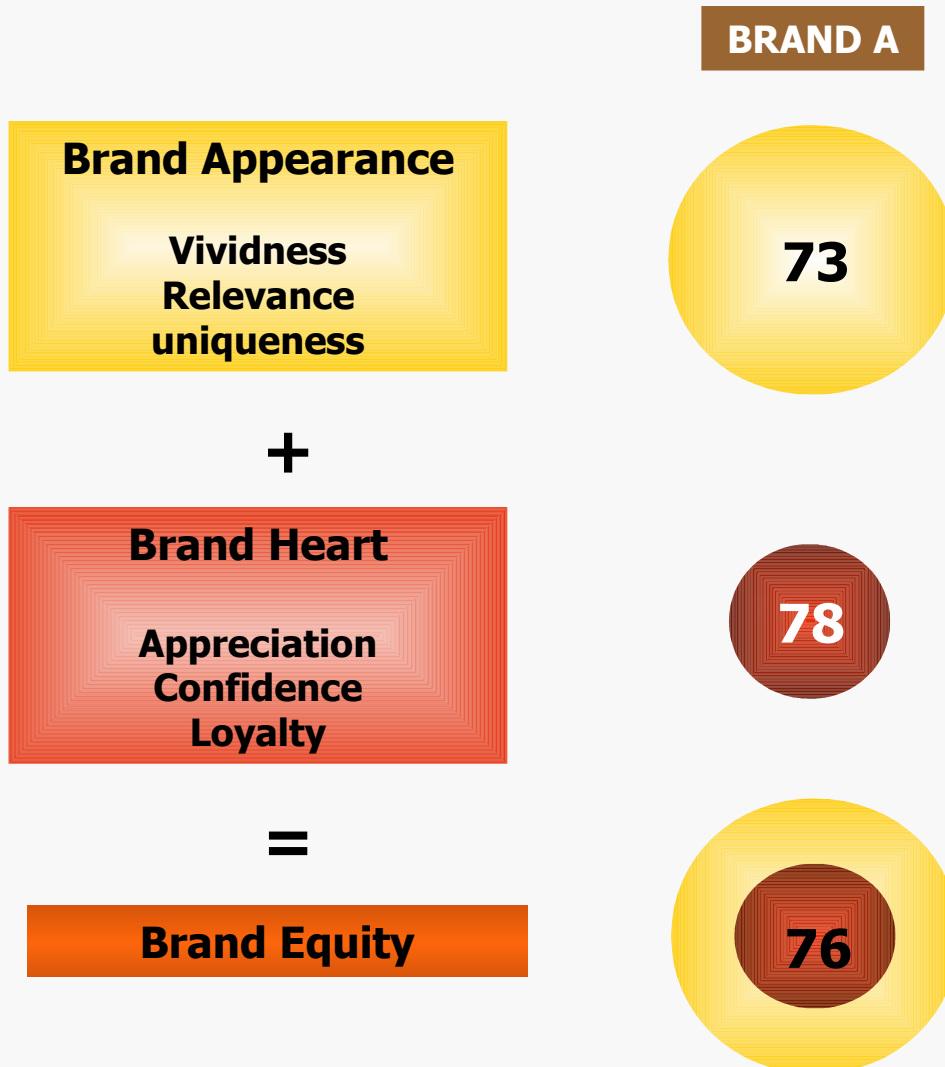 BRAND A
Brand Appearance
Vividness
Relevance
uniqueness
73
+
Brand Heart
Appreciation
Confidence
Loyalty
78
=
Brand Equity
76